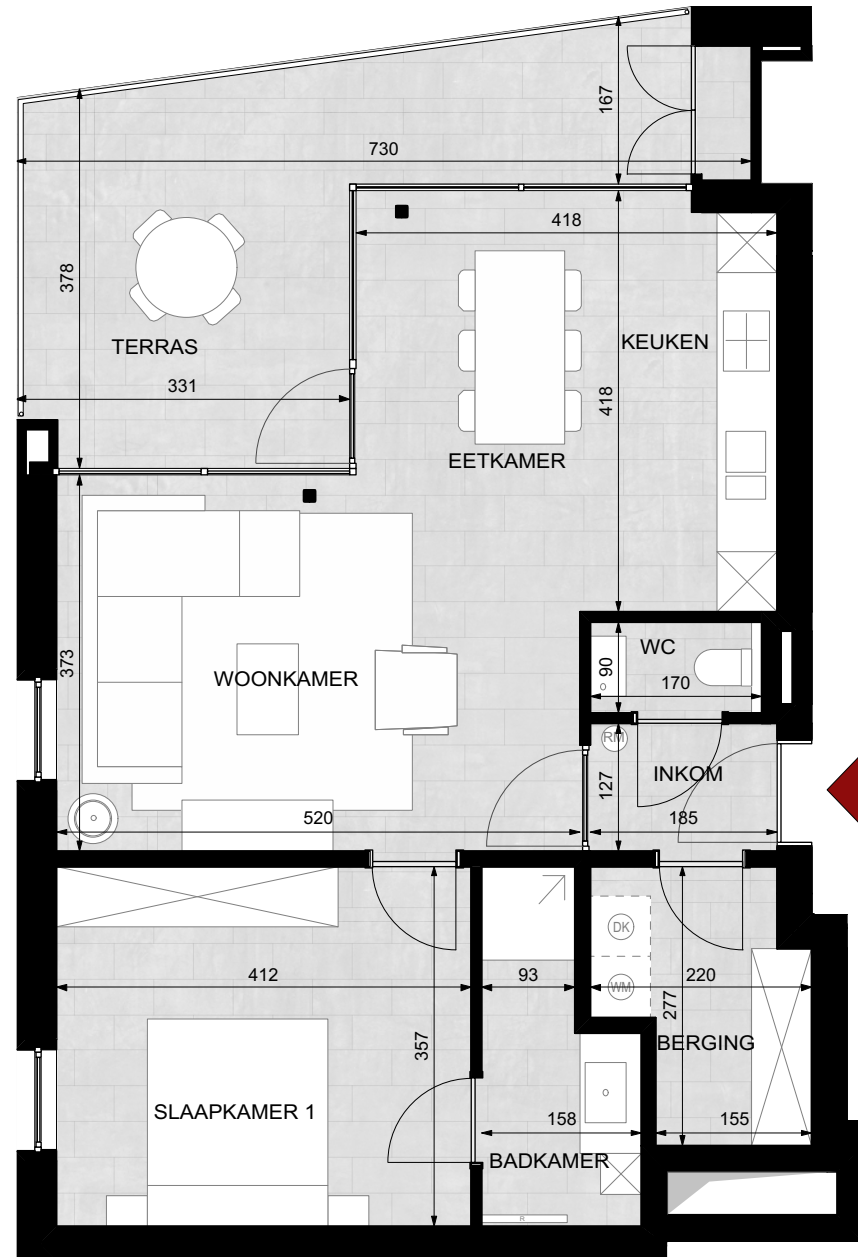 167
730
418
378
TERRAS
KEUKEN
331
418
EETKAMER
WC
90
373
170
WOONKAMER
RM
INKOM
127
520
185
DK
412
93
WM
220
277
357
BERGING
SLAAPKAMER 1
158
155
BADKAMER
R